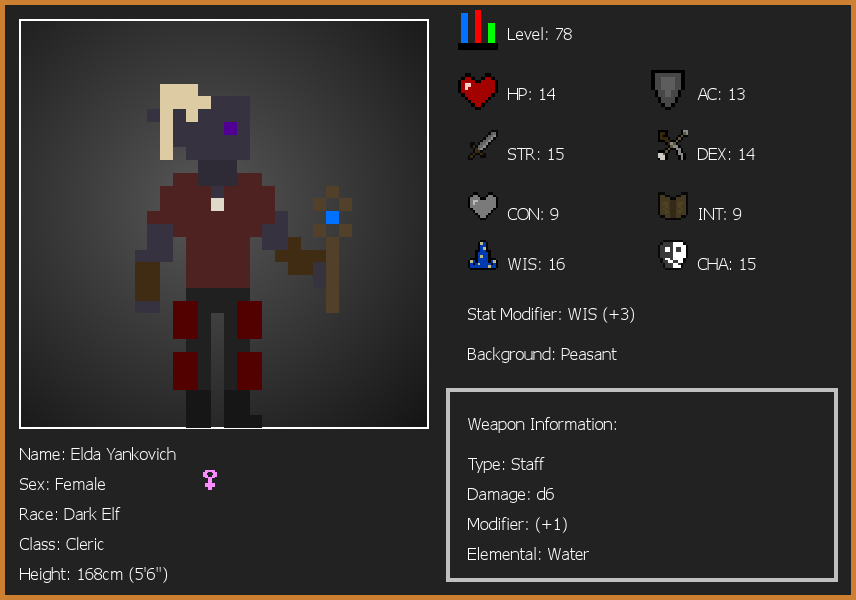 Level: 78
HP: 14
AC: 13
STR: 15
DEX: 14
CON: 9
INT: 9
WIS: 16
CHA: 15
Stat Modifier: WIS (+3)
Background: Peasant
Weapon Information:
Type: Staff
Damage: d6
Modifier: (+1)
Elemental: Water
Name: Elda Yankovich
Sex: Female
Race: Dark Elf
Class: Cleric
Height: 168cm (5'6")